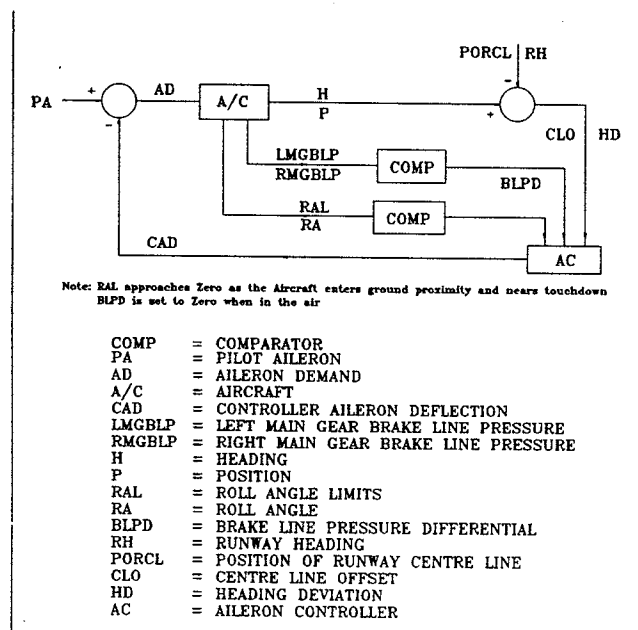 PORCL RH
PA + AD A/C H - +
- P
CLO HD
LMGBLP COMP
RMGBLP BLPD
RAL COMP
RA
CAD AC
Note: RAL approaches Zero as the Aircraft enters ground proximity and nears touchdown
BLPD is set to Zero when in the air
COMP = COMPARATOR
PA = PILOT AILERON
AD = AILERON DEMAND
A/C = AIRCRAFT
CAD = CONTROLLER AILERON DEFLECTION
LMGBLP = LEFT MAIN GEAR BRAKE LINE PRESSURE
RMGBLP = RIGHT MAIN GEAR BRAKE LINE PRESSURE
H = HEADING
P = POSITION
RAL = ROLL ANGLE LIMITS
RA = ROLL ANGLE
BLPD = BRAKE LINE PRESSURE DIFFERENTIAL
RH = RUNWAY HEADING
PORCL = POSITION OF RUNWAY CENTRE LINE
CLO = CENTRE LINE OFFSET
HD = HEADING DEVIATION
AC = AILERON CONTROLLER